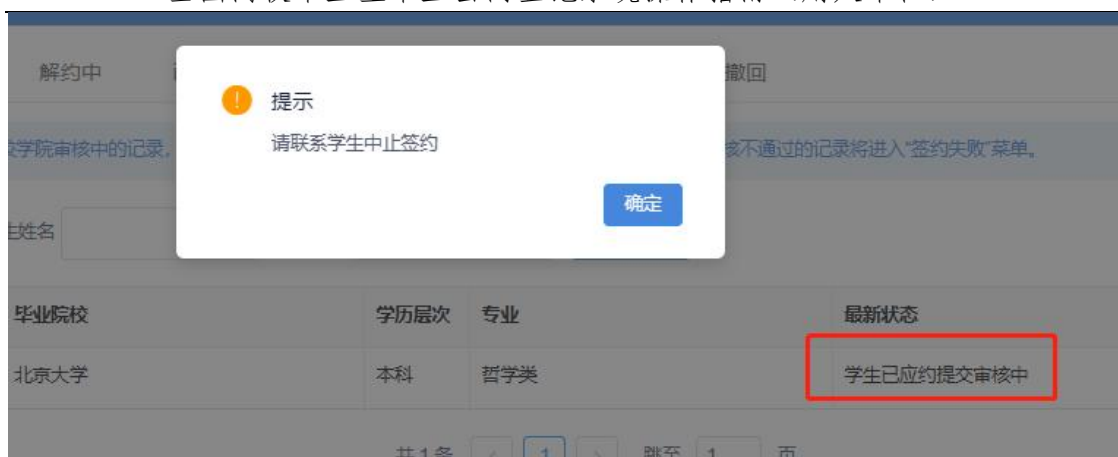 解约中
撤回
提示
请联系学生中止签约
学院审核中的记录,
核不通过的记录将进入“签约失败”菜单。
确定
生姓名
毕业院校 学历层次 专业 最新状态
北京大学 本科 哲学类 学生已应约提交审核中
共1条 < 1 > 跳至 1 页